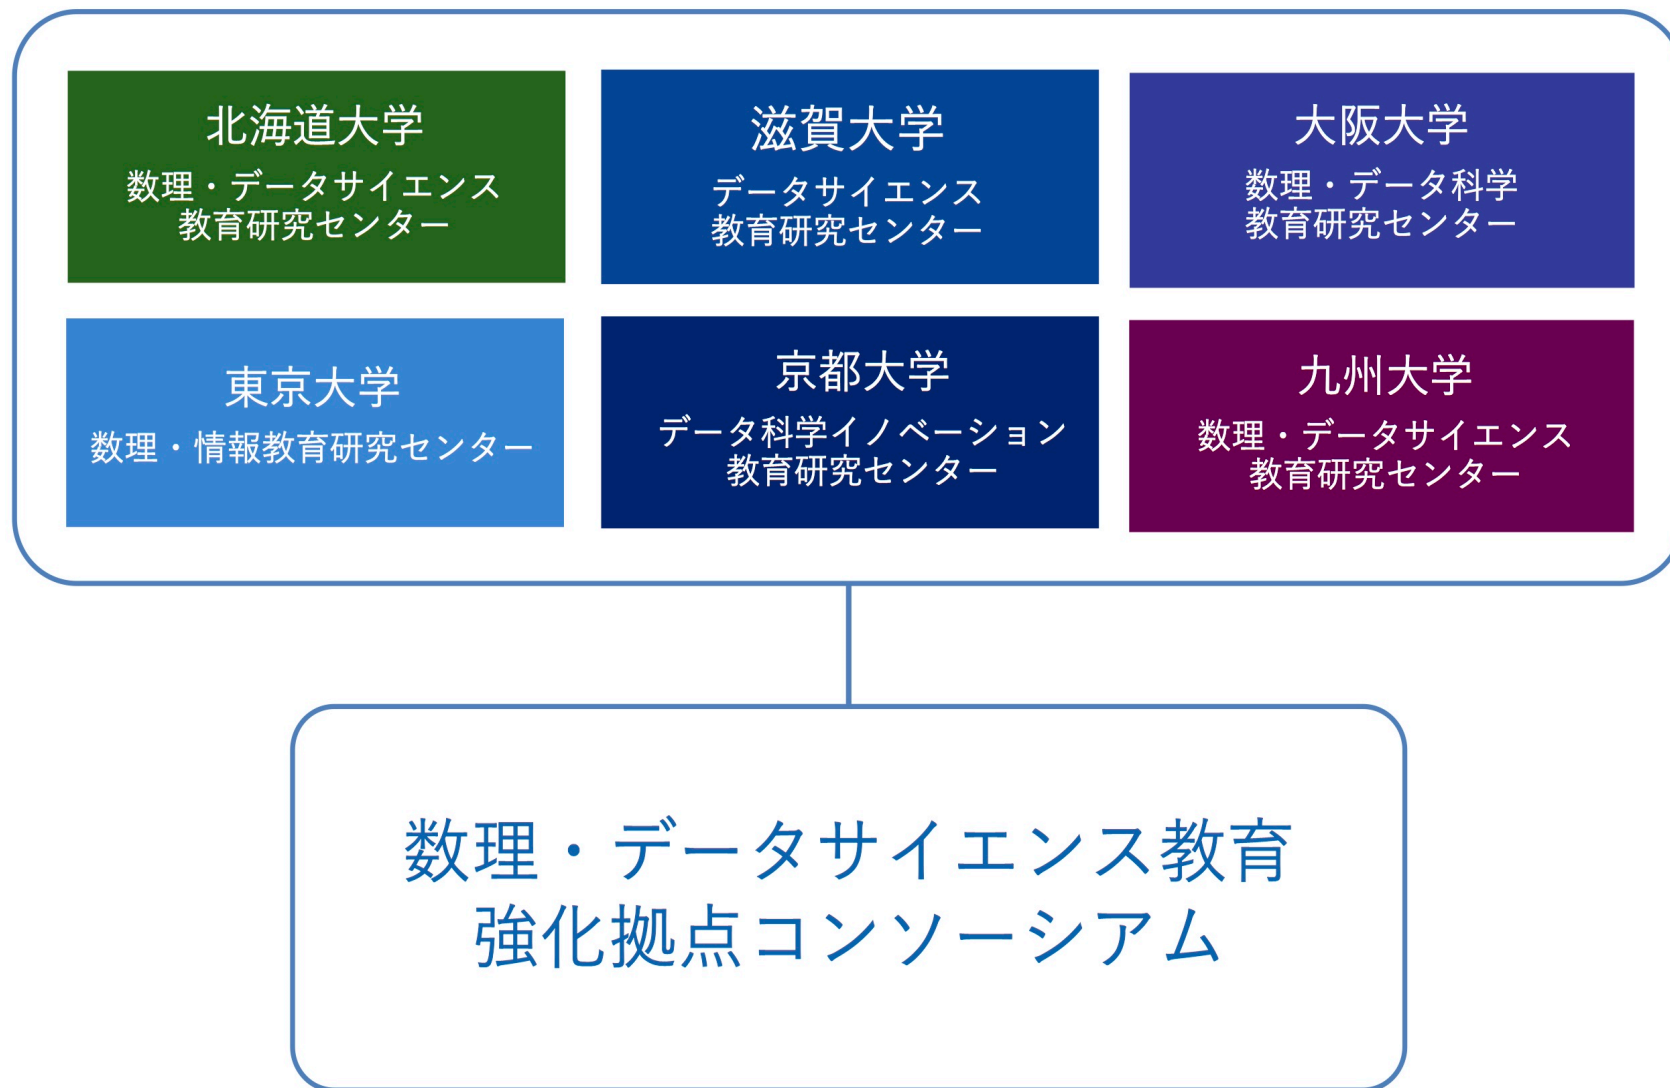 北海道大学
数理・データサイエンス
教育研究センター
滋賀大学
データサイエンス
教育研究センター
大阪大学
数理・データ科学
教育研究センター
東京大学
数理・情報教育研究センター
京都大学
データ科学イノベーション
教育研究センター
九州大学
数理・データサイエンス
教育研究センター
数理・データサイエンス教育
強化拠点コンソーシアム